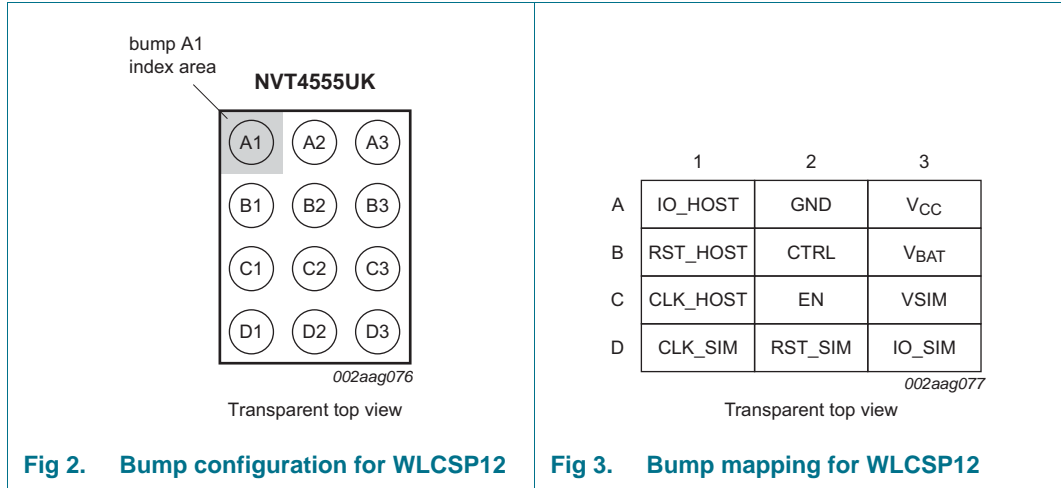 bump A1
index area
NVT4555UK
A1 A2 A3
B1 B2 B3
C1 C2 C3
D1 D2 D3
002aag076
Transparent top view
Fig 2. Bump configuration for WLCSP12
1 2 3
A IO_HOST GND VCC
B RST_HOST CTRL VBAT
C CLK_HOST EN VSIM
D CLK_SIM RST_SIM IO_SIM
002aag077
Transparent top view
Fig 3. Bump mapping for WLCSP12